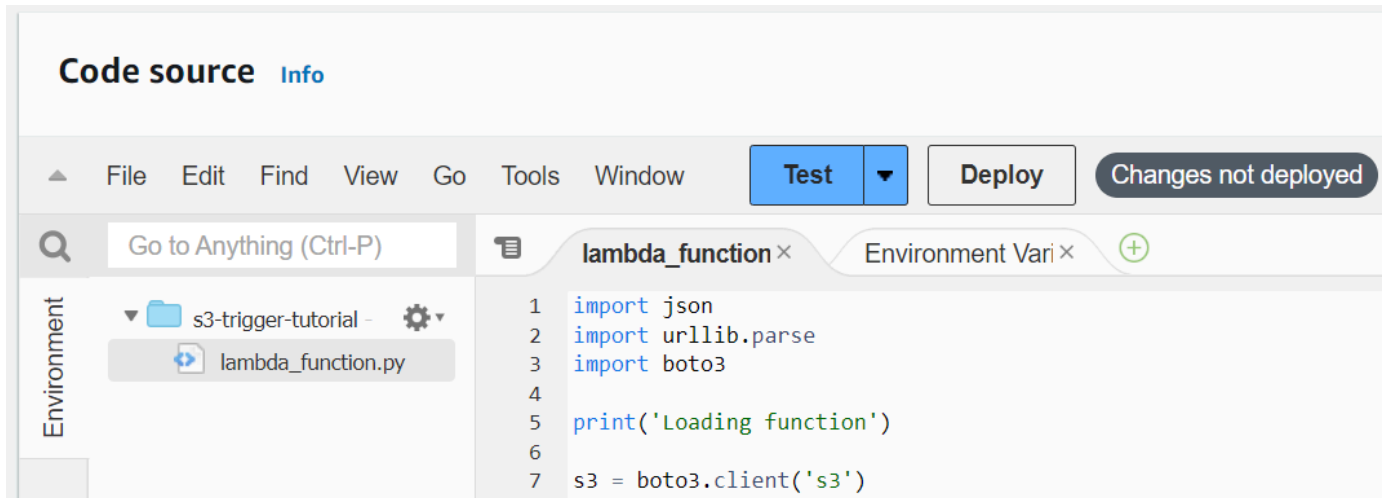 Code source Info
File Edit Find View Go Tools Window Test Deploy Changes not deployed
Go to Anything (Ctrl-P)
lambda_function × Environment Vari ×
Environment
s3-trigger-tutorial -
lambda_function.py
1 import json
2 import urllib.parse
3 import boto3
4
5 print('Loading function')
6
7 s3 = boto3.client('s3')